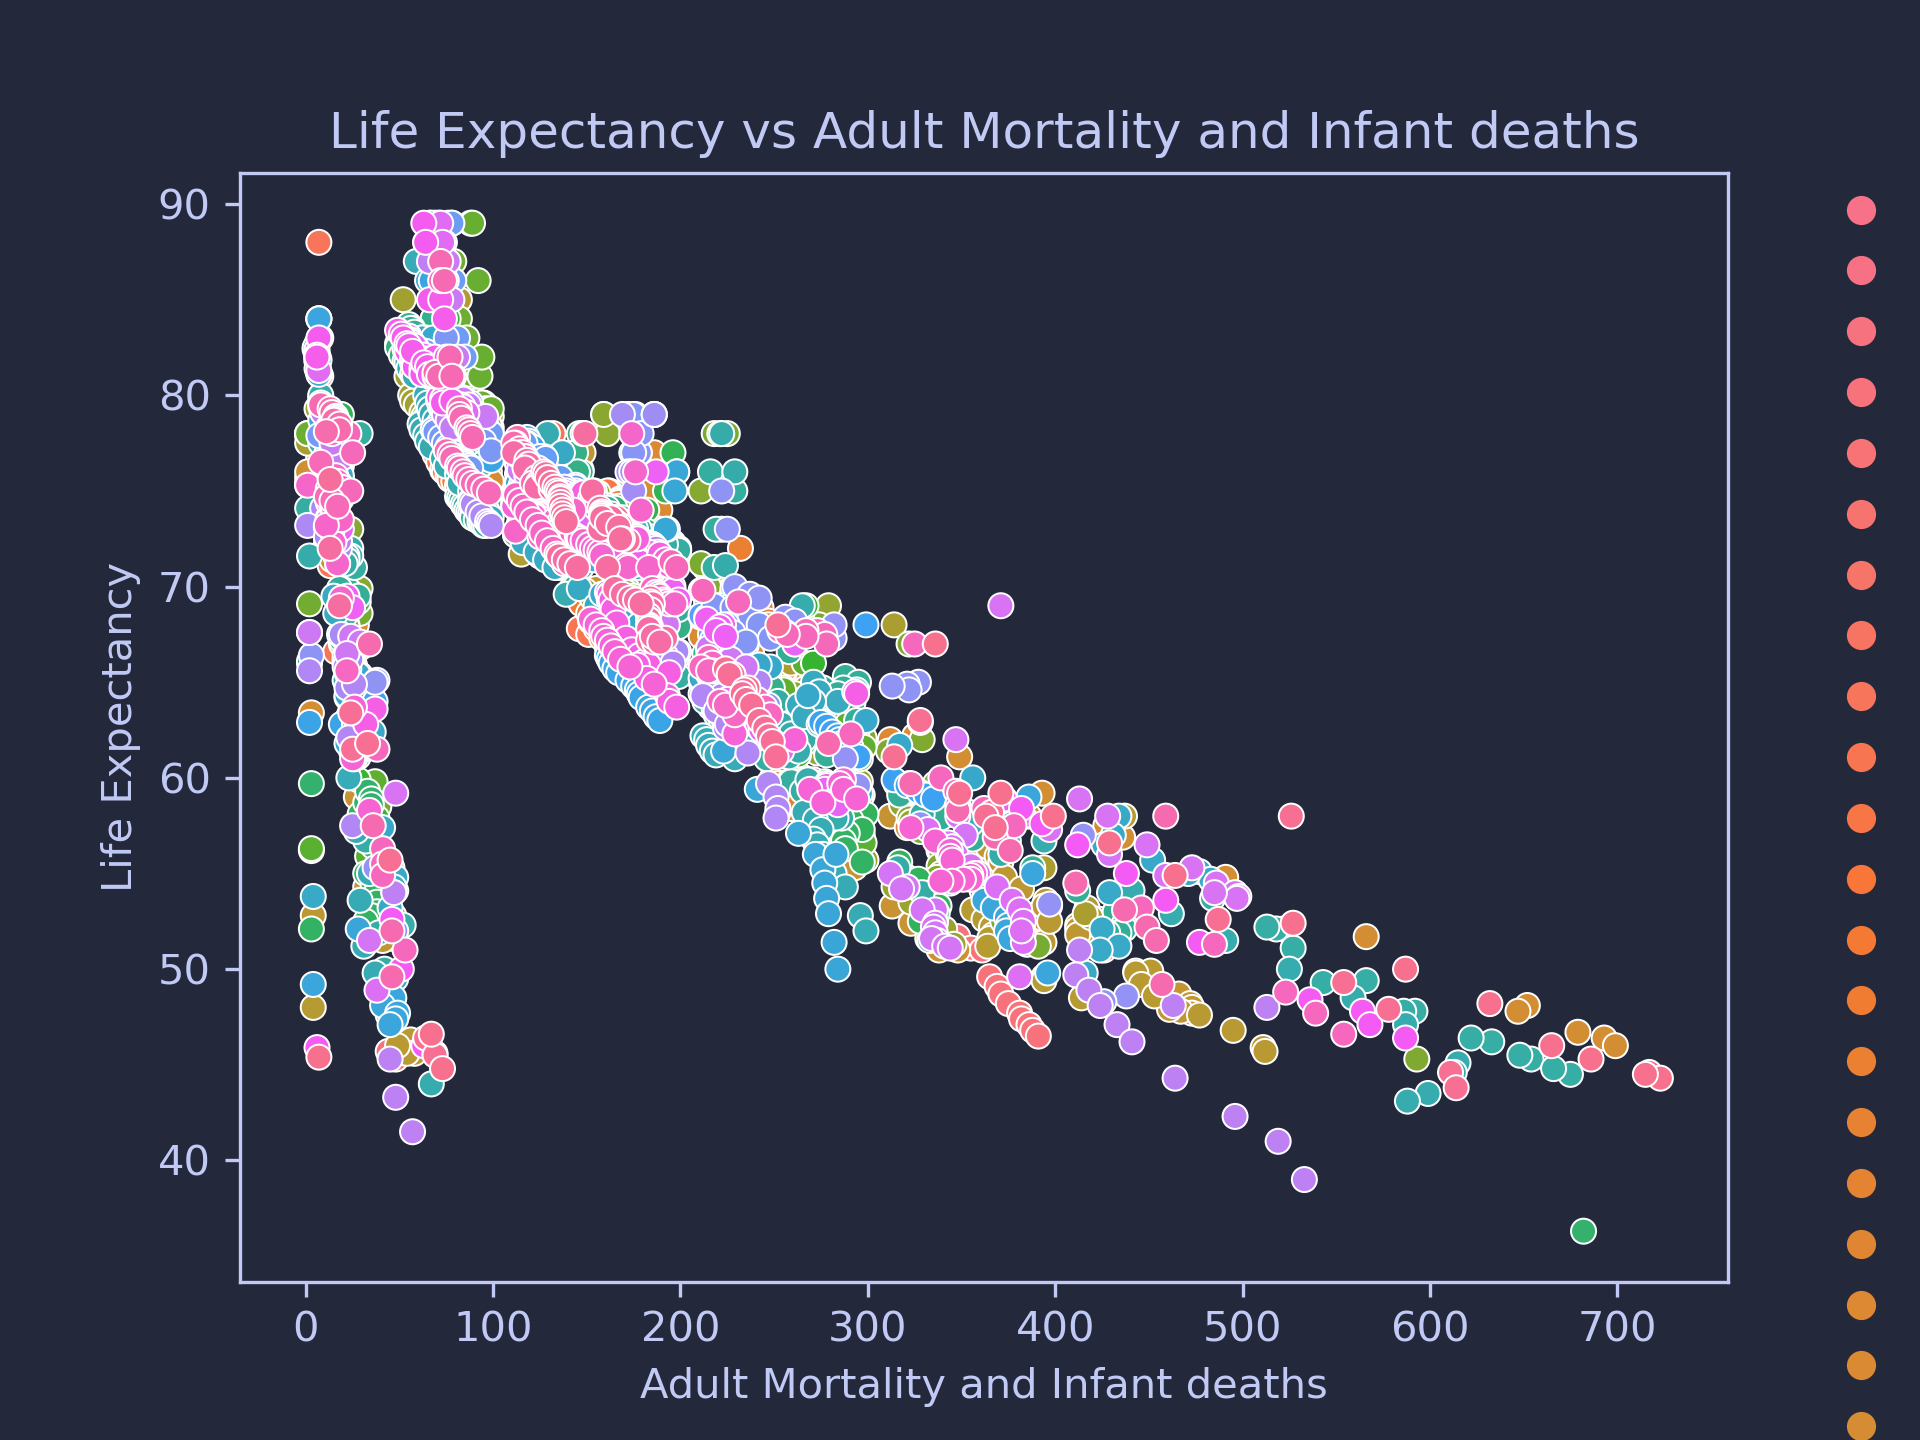 Life Expectancy vs Adult Mortality and Infant deaths
90
80
70
60
50
40
Life Expectancy
0 100 200 300 400 500 600 700
Adult Mortality and Infant deaths